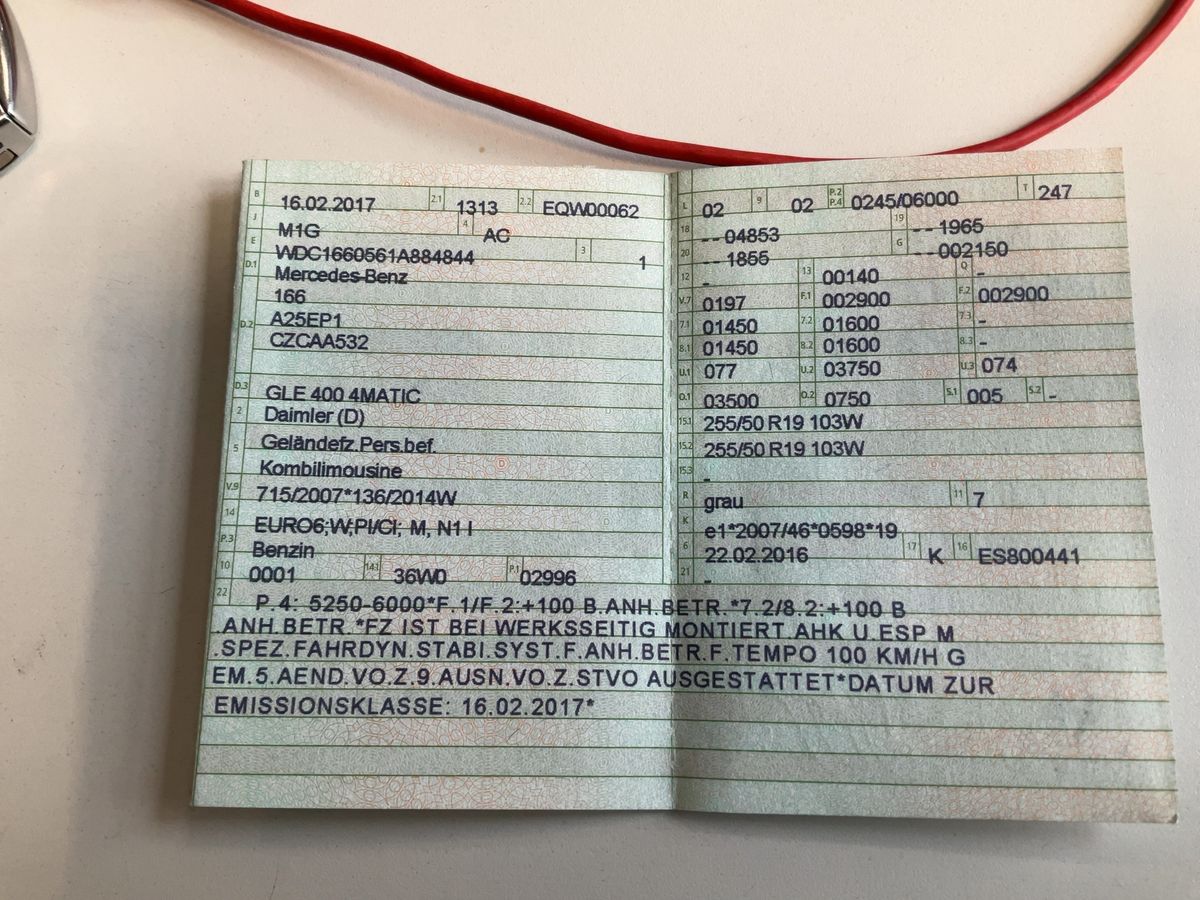 B 16.02.2017 2.1 1313 2.2 EQW00062
J M1G 4 AC
E WDC1660561A884844 3 1
D.1 Mercedes-Benz
166
D.2 A25EP1
CZCAA532
D.3 GLE 400 4MATIC
2 Daimler (D)
5 Geländefz.Pers.bef.
Kombilimousine
V.9 715/2007*136/2014W
14 EURO6;W;PI/CI; M, N1 I
P.3 Benzin
10 0001 14.1 36W0 P.1 02996
L 02 9 02 P.2 P.4 0245/06000 T 247
18 --04853 19 --1965
20 --1855 G --002150
12 - 13 00140 Q -
V.7 0197 F.1 002900 F.2 002900
7.1 01450 7.2 01600 7.3 -
8.1 01450 8.2 01600 8.3 -
U.1 077 U.2 03750 U.3 074
O.1 03500 O.2 0750 S.1 005 S.2 -
15.1 255/50 R19 103W
15.2 255/50 R19 103W
15.3 -
R grau 11 7
K e1*2007/46*0598*19
6 22.02.2016 17 K 16 ES800441
21 -
22 P.4: 5250-6000*F.1/F.2:+100 B.ANH.BETR.*7.2/8.2:+100 B
.ANH.BETR.*FZ IST BEI WERKSSEITIG MONTIERT.AHK U.ESP M
.SPEZ.FAHRDYN.STABI.SYST.F.ANH.BETR.F.TEMPO 100 KM/H G
EM.5.AEND.VO.Z.9.AUSN.VO.Z.STVO AUSGESTATTET*DATUM ZUR
EMISSIONSKLASSE: 16.02.2017*